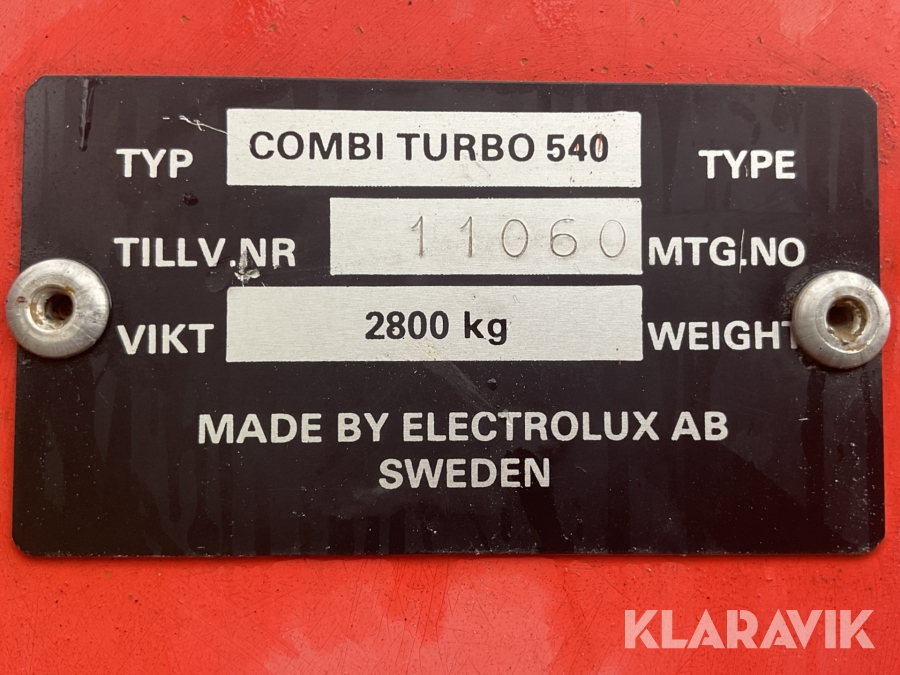 TYP COMBI TURBO 540 TYPE
TILLV.NR 11060 MTG.NO
VIKT 2800 kg WEIGHT
MADE BY ELECTROLUX AB
SWEDEN
KLARAVIK